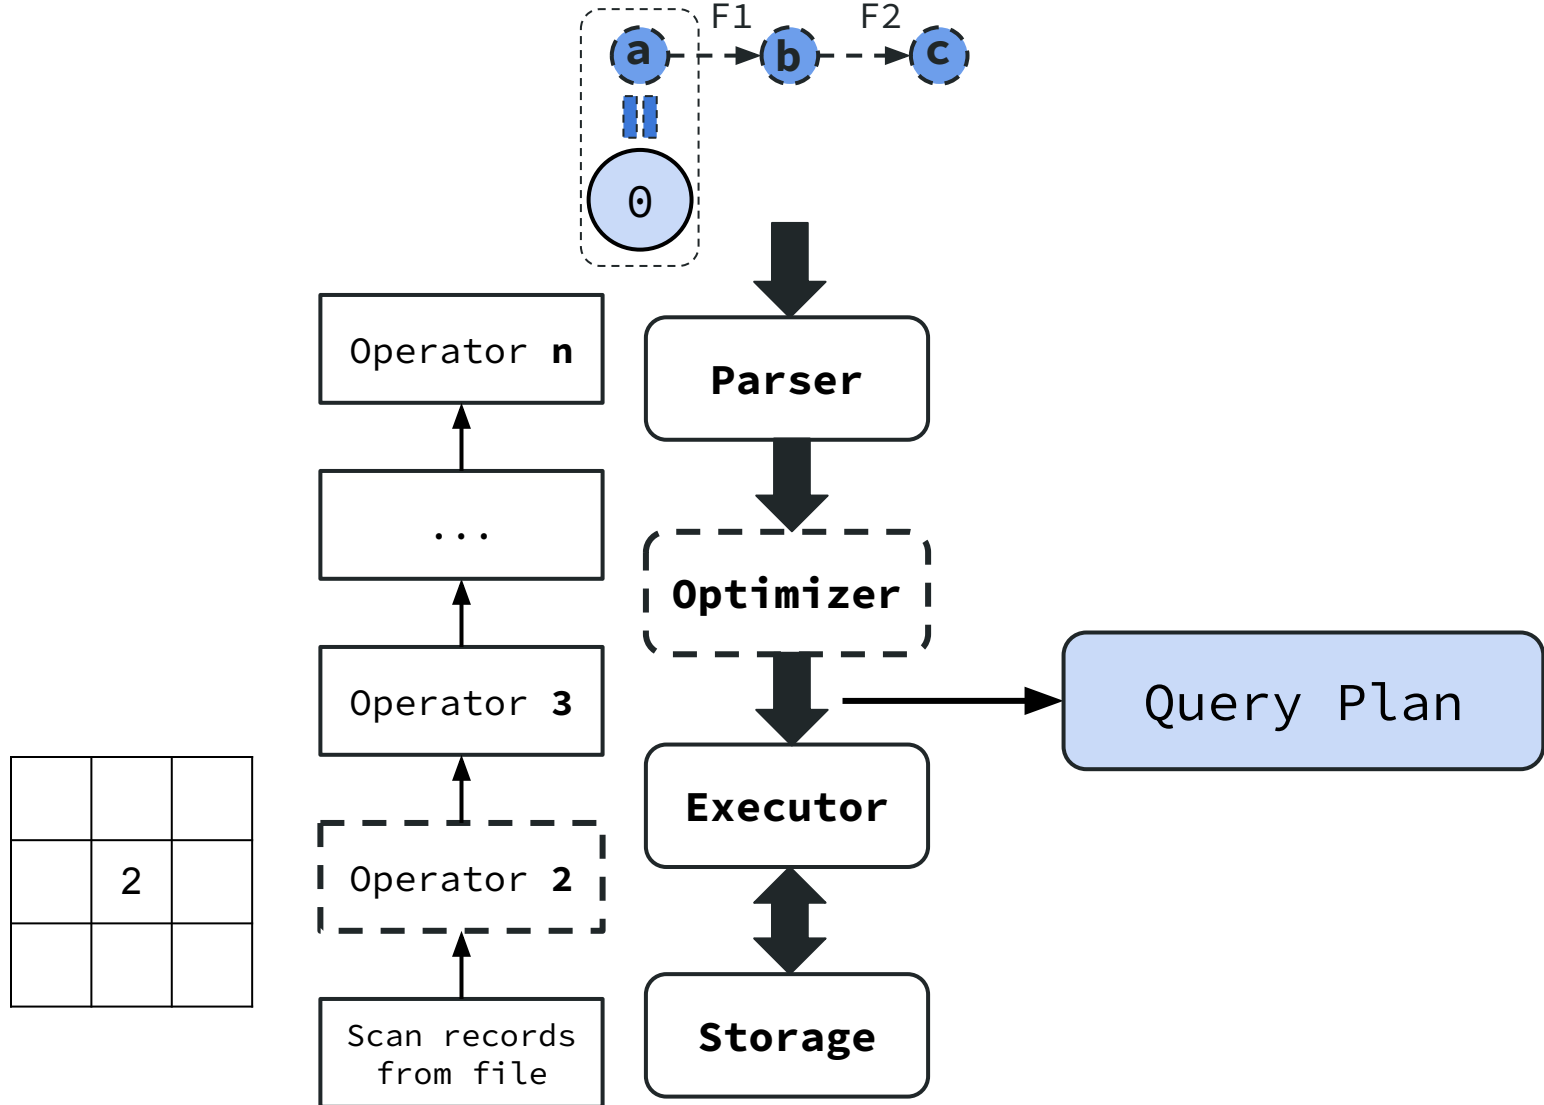 F1
F2
a
b
c
0
Operator n
Parser
...
Optimizer
Operator 3
Query Plan
Executor
2
Operator 2
Scan records
from file
Storage